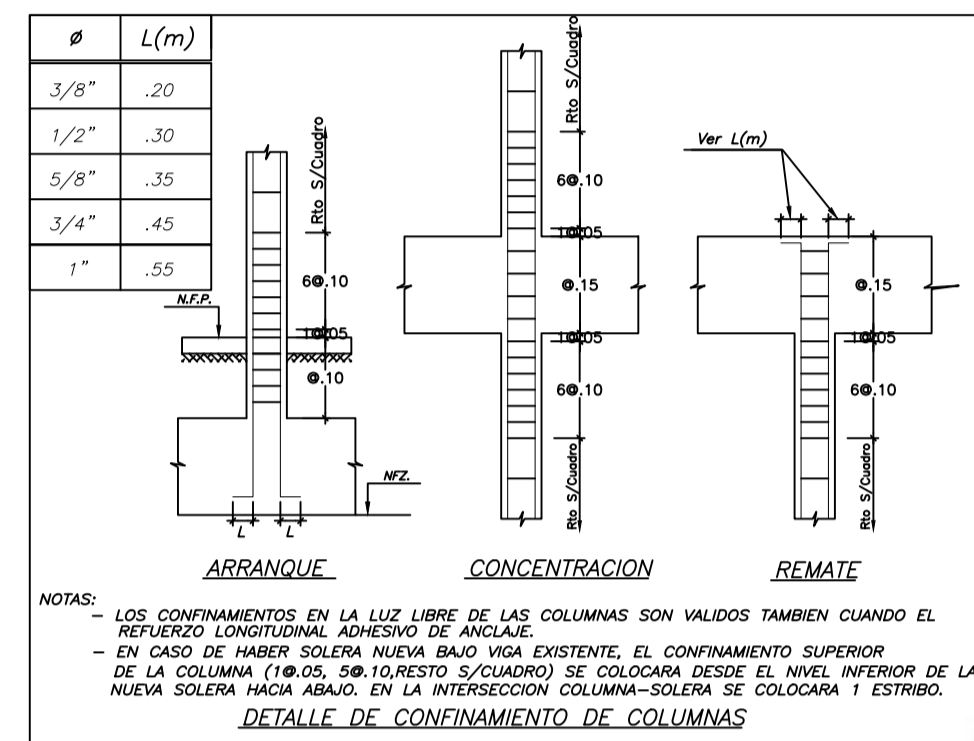 ø L(m)
3/8" .20
1/2" .30
5/8" .35
3/4" .45
1" .55
Rto S/Cuadro
6@.10
1@.05
@.10
N.F.P.
NFZ.
L L
ARRANQUE
Rto S/Cuadro
6@.10
1@.05
@.15
1@.05
6@.10
Rto S/Cuadro
CONCENTRACION
Ver L(m)
@.15
1@.05
6@.10
Rto S/Cuadro
REMATE
NOTAS:
– LOS CONFINAMIENTOS EN LA LUZ LIBRE DE LAS COLUMNAS SON VALIDOS TAMBIEN CUANDO EL
REFUERZO LONGITUDINAL ADHESIVO DE ANCLAJE.
– EN CASO DE HABER SOLERA NUEVA BAJO VIGA EXISTENTE, EL CONFINAMIENTO SUPERIOR
DE LA COLUMNA (1@.05, 5@.10,RESTO S/CUADRO) SE COLOCARA DESDE EL NIVEL INFERIOR DE LA
NUEVA SOLERA HACIA ABAJO. EN LA INTERSECCION COLUMNA–SOLERA SE COLOCARA 1 ESTRIBO.
DETALLE DE CONFINAMIENTO DE COLUMNAS